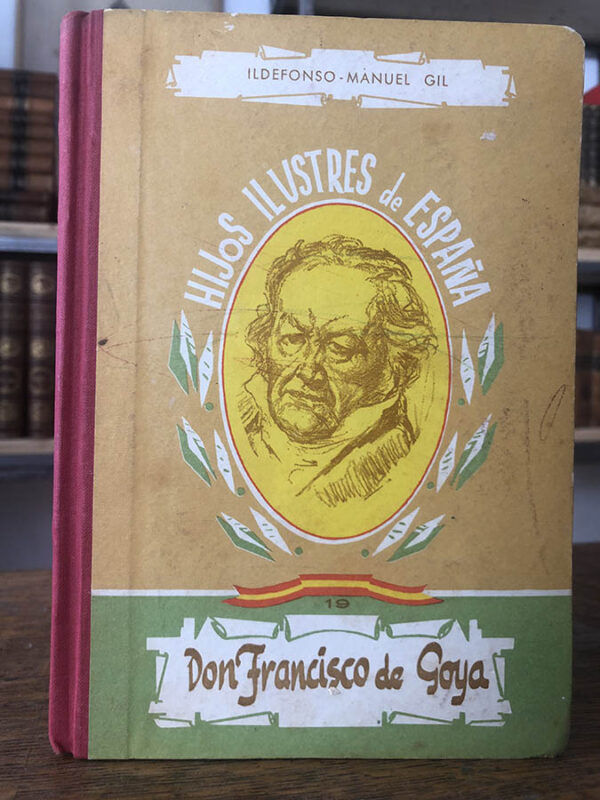 ILDEFONSO-MANUEL GIL
HIJOS ILUSTRES de ESPAÑA
19
Don Francisco de Goya